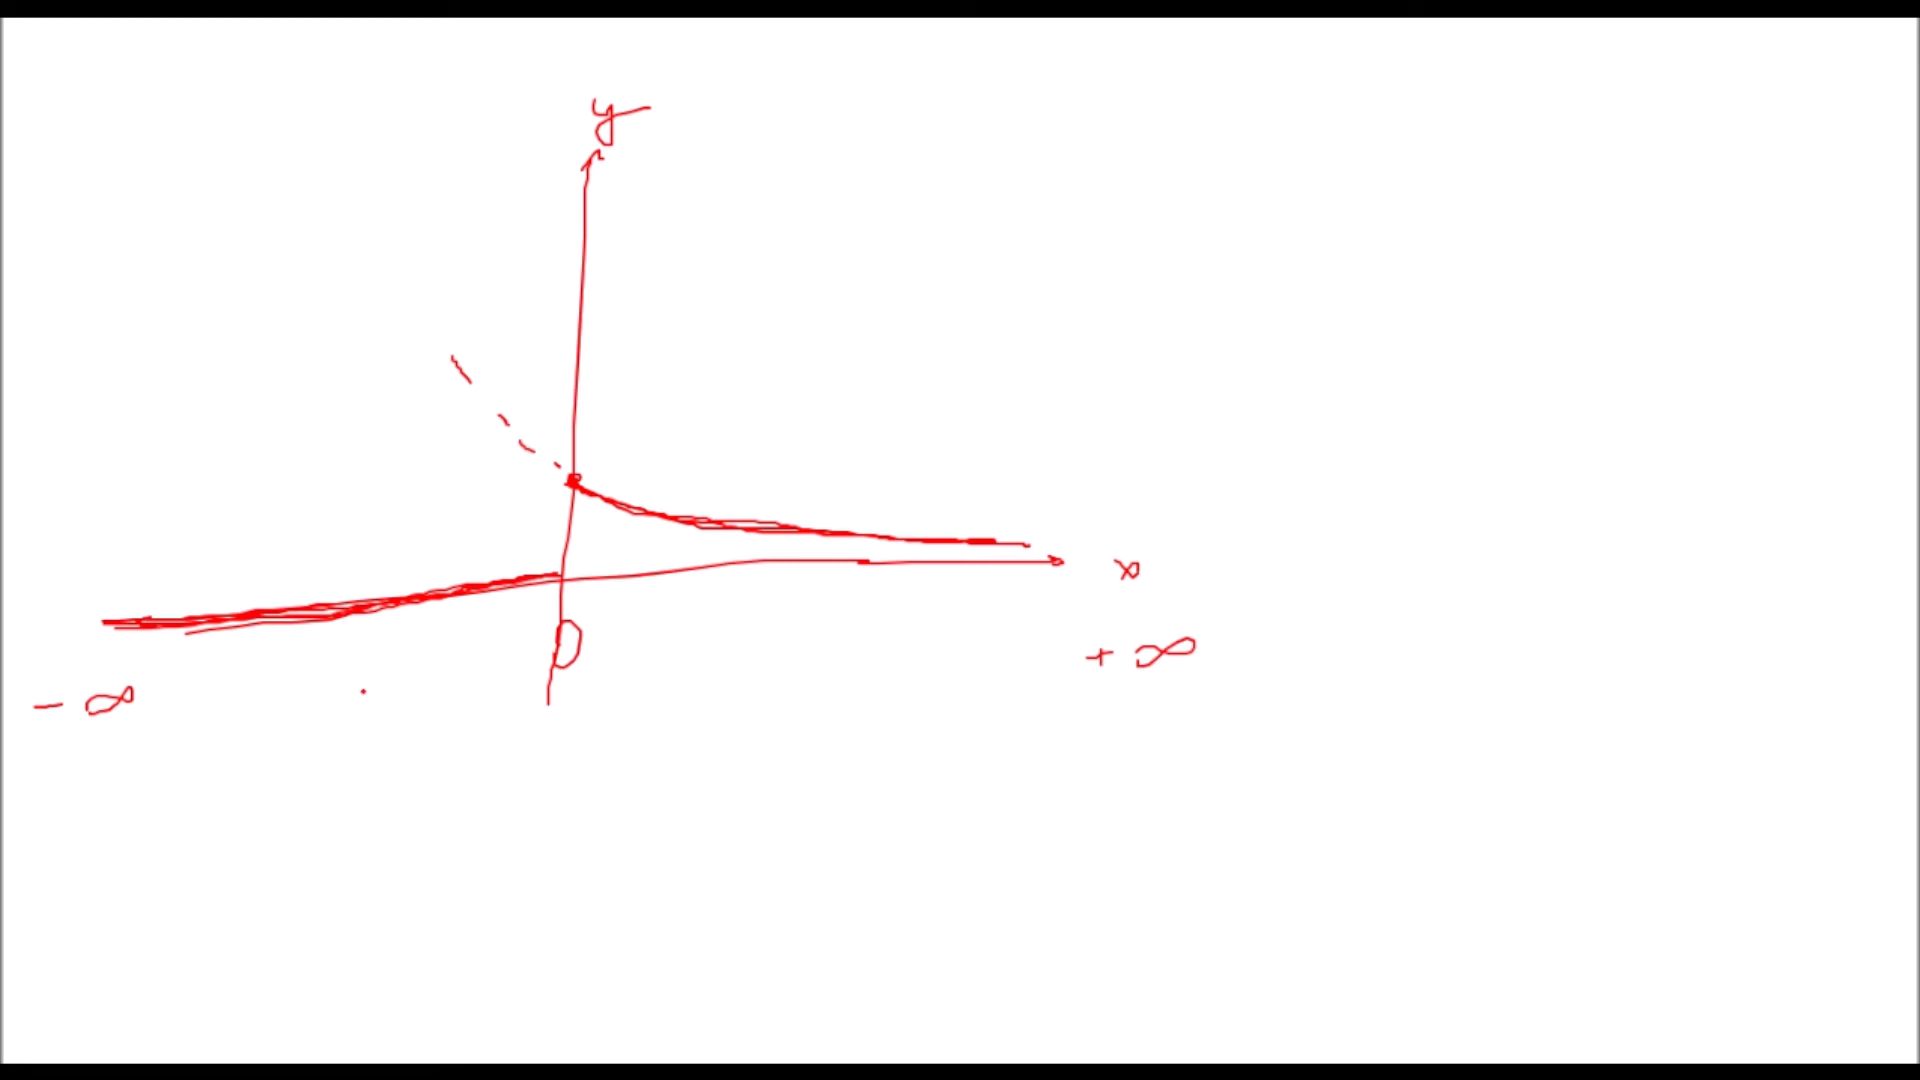 y
x
0
+ ∞
- ∞